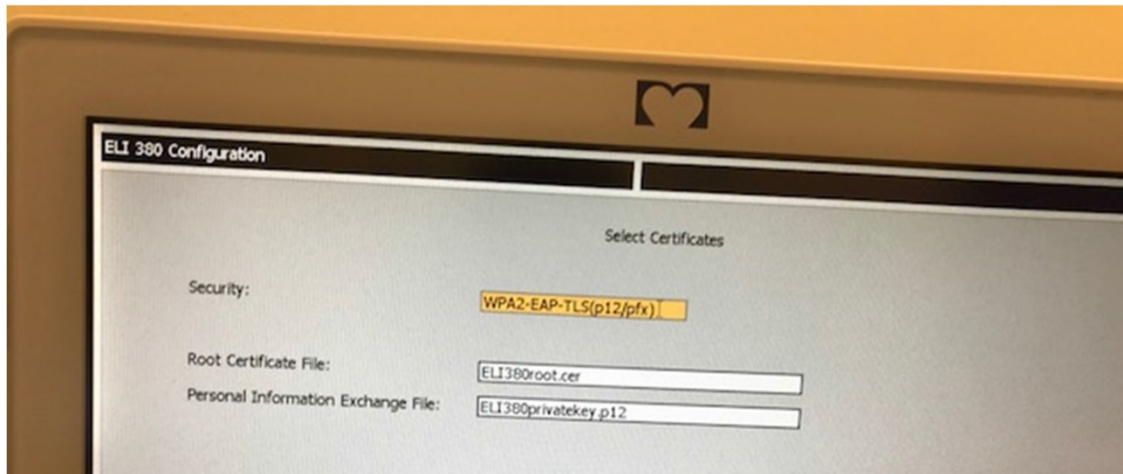 ELI 380 Configuration
Select Certificates
Security: WPA2-EAP-TLS(p12/pfx)
Root Certificate File: ELI380root.cer
Personal Information Exchange File: ELI380privatekey.p12